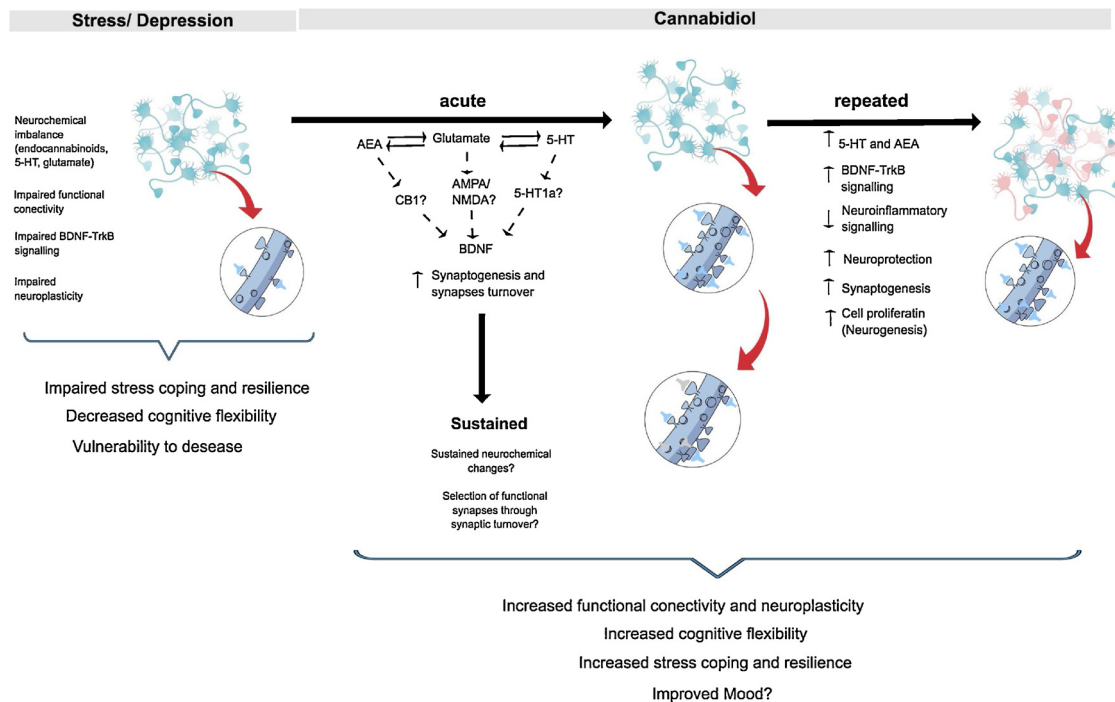 Stress/ Depression
Cannabidiol
Neurochemical
imbalance
(endocannabinoids,
5-HT, glutamate)
Impaired functional
conectivity
Impaired BDNF-TrkB
signalling
Impaired
neuroplasticity
Impaired stress coping and resilience
Decreased cognitive flexibility
Vulnerability to desease
acute
AEA
Glutamate
5-HT
CB1?
AMPA/
NMDA?
5-HT1a?
BDNF
Synaptogenesis and
synapses turnover
Sustained
Sustained neurochemical
changes?
Selection of functional
synapses through
synaptic turnover?
repeated
5-HT and AEA
BDNF-TrkB
signalling
Neuroinflammatory
signalling
Neuroprotection
Synaptogenesis
Cell proliferatin
(Neurogenesis)
Increased functional conectivity and neuroplasticity
Increased cognitive flexibility
Increased stress coping and resilience
Improved Mood?